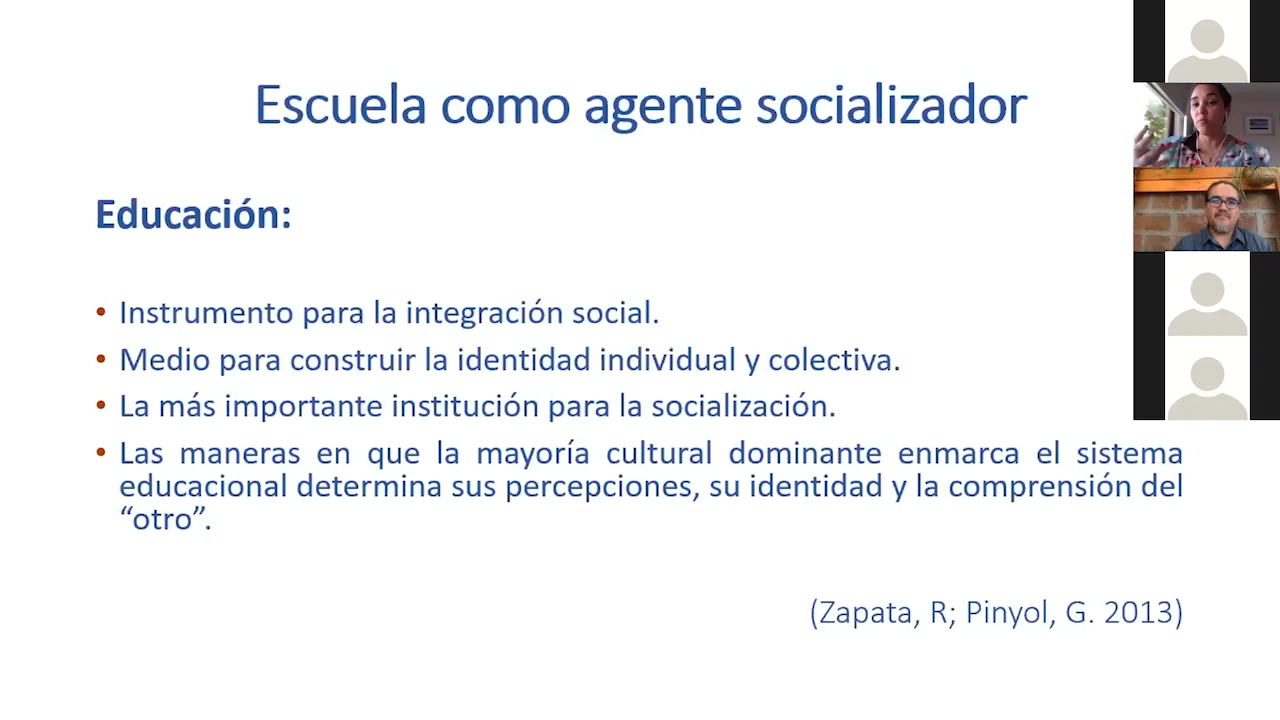 Escuela como agente socializador
Educación:
• Instrumento para la integración social.
• Medio para construir la identidad individual y colectiva.
• La más importante institución para la socialización.
• Las maneras en que la mayoría cultural dominante enmarca el sistema
educacional determina sus percepciones, su identidad y la comprensión del
“otro”.
(Zapata, R; Pinyol, G. 2013)